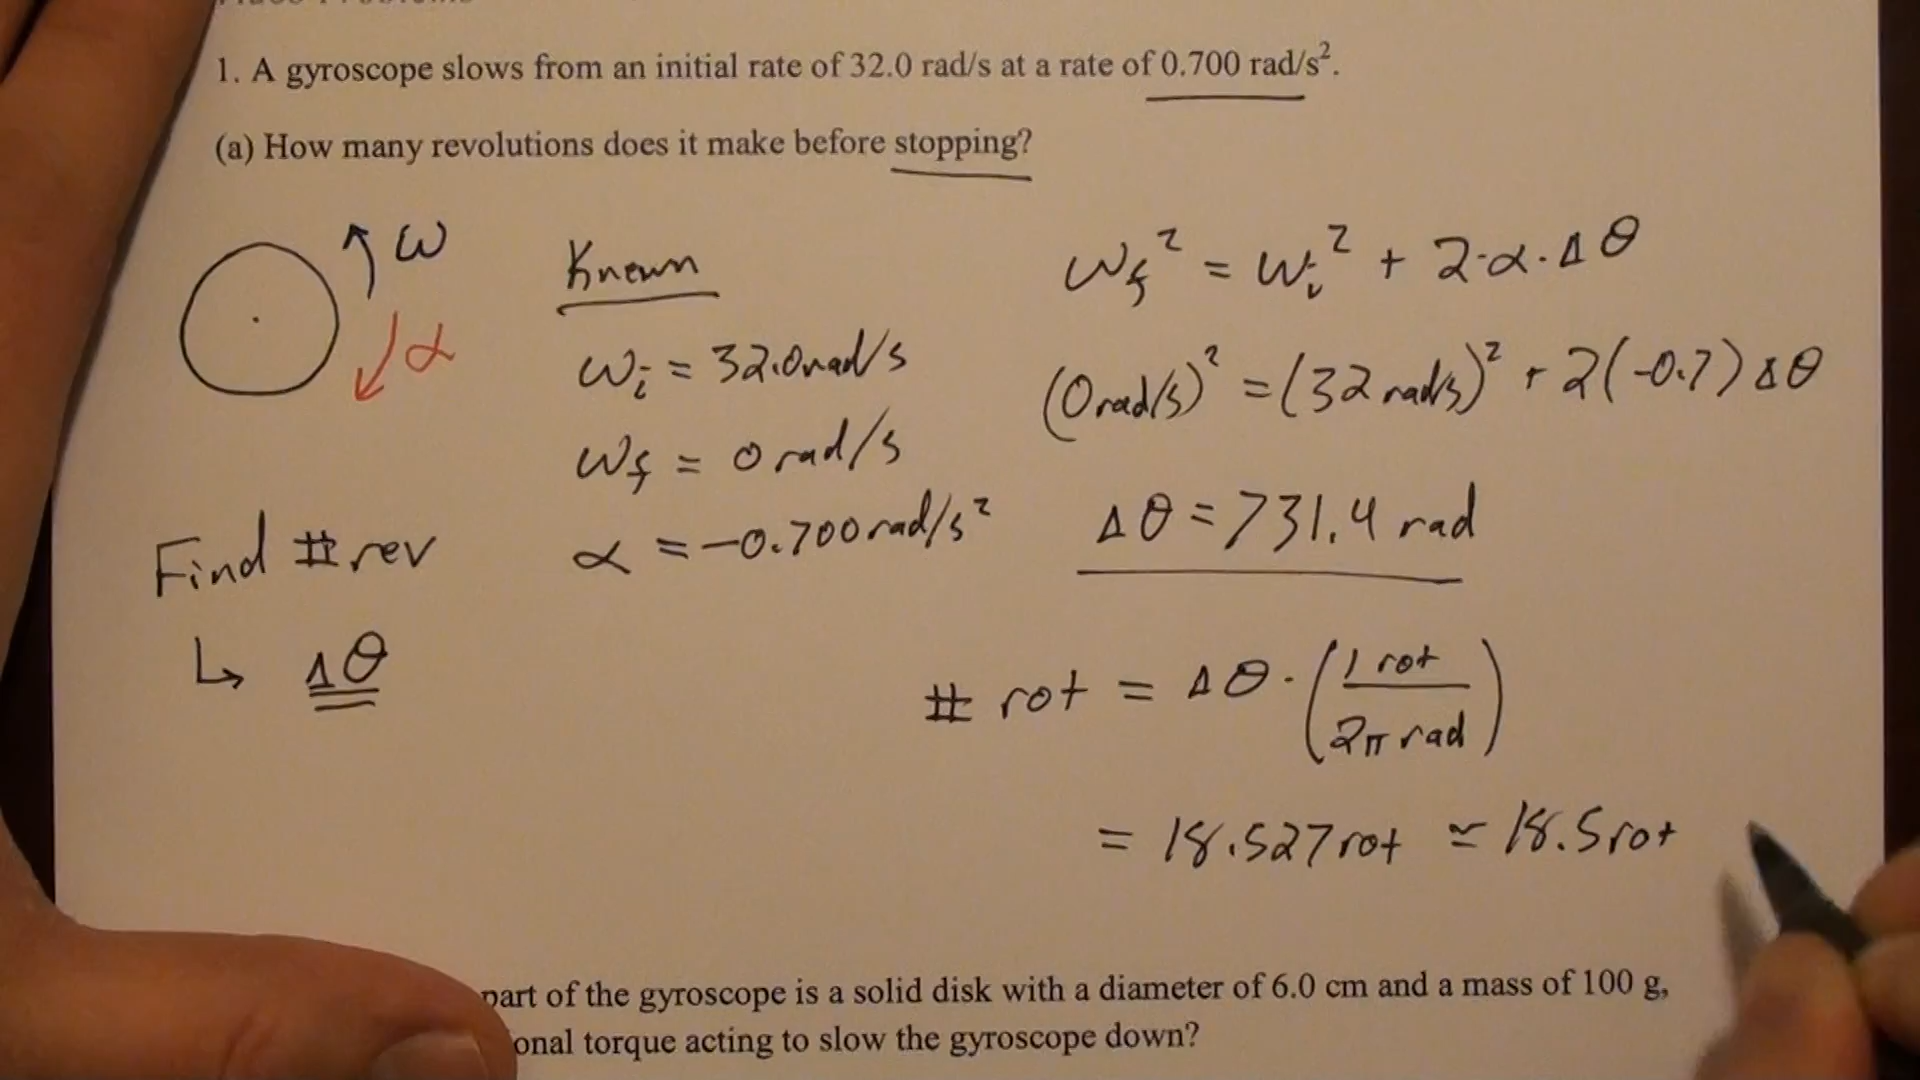 1. A gyroscope slows from an initial rate of 32.0 rad/s at a rate of 0.700 rad/s².
(a) How many revolutions does it make before stopping?
ω
α
Find # rev
↳ Δθ
Known
ωi = 32.0 rad/s
ωf = 0 rad/s
α = -0.700 rad/s²
ωf² = ωi² + 2·α·Δθ
(0 rad/s)² = (32 rad/s)² + 2(-0.7)Δθ
Δθ = 731.4 rad
# rot = Δθ · (1 rot / 2π rad)
= 18.527 rot ≃ 18.5 rot
part of the gyroscope is a solid disk with a diameter of 6.0 cm and a mass of 100 g,
onal torque acting to slow the gyroscope down?